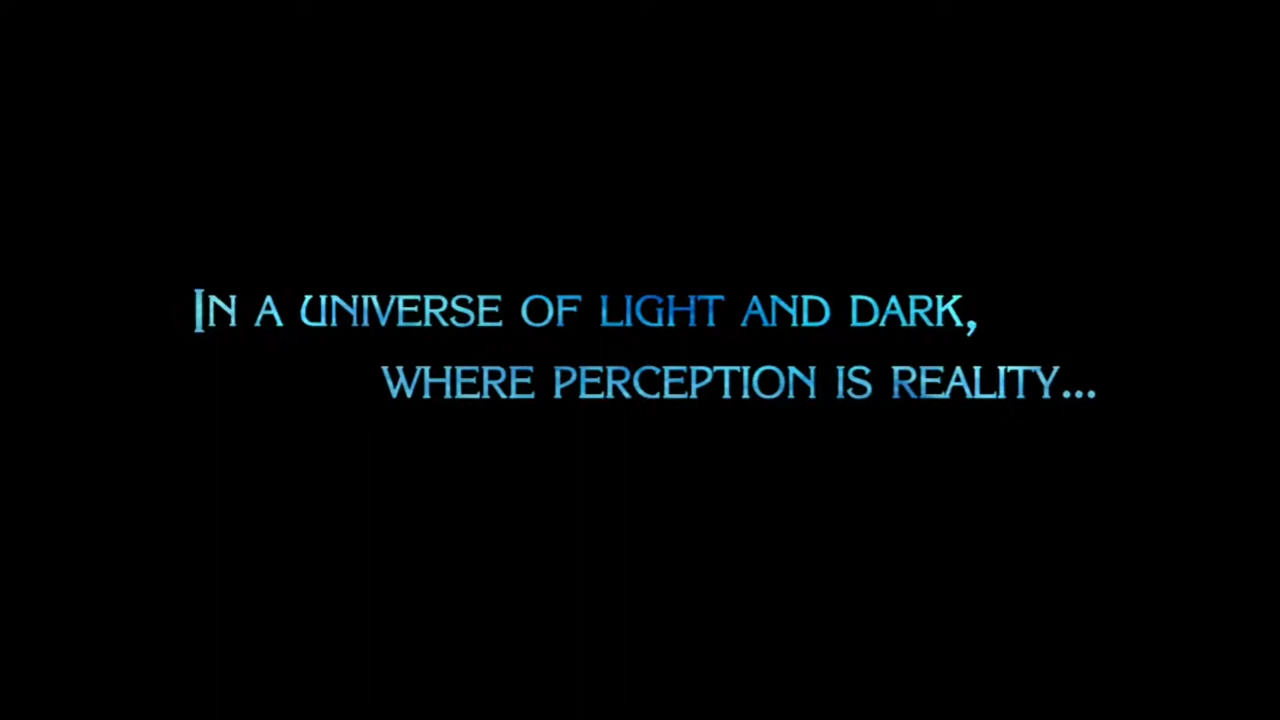 In a universe of light and dark,
where perception is reality...